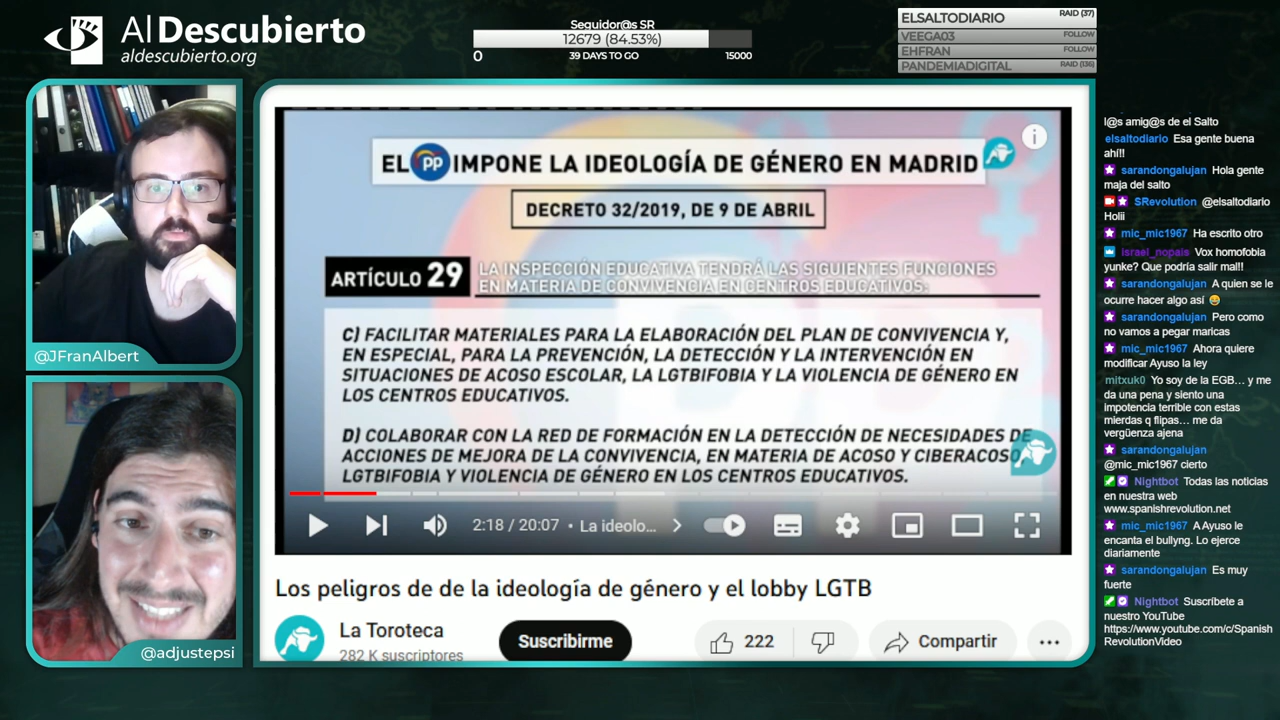 Al Descubierto
aldescubierto.org
Seguidor@s SR
12679 (84.53%)
0
39 DAYS TO GO
15000
ELSALTODIARIO RAID (37)
VEEGA03 FOLLOW
EHFRAN FOLLOW
PANDEMIADIGITAL RAID (136)
@JFranAlbert
@adjustepsi
EL PP IMPONE LA IDEOLOGÍA DE GÉNERO EN MADRID
i
DECRETO 32/2019, DE 9 DE ABRIL
ARTÍCULO 29
LA INSPECCIÓN EDUCATIVA TENDRÁ LAS SIGUIENTES FUNCIONES
EN MATERIA DE CONVIVENCIA EN CENTROS EDUCATIVOS:
C) FACILITAR MATERIALES PARA LA ELABORACIÓN DEL PLAN DE CONVIVENCIA Y,
EN ESPECIAL, PARA LA PREVENCIÓN, LA DETECCIÓN Y LA INTERVENCIÓN EN
SITUACIONES DE ACOSO ESCOLAR, LA LGTBIFOBIA Y LA VIOLENCIA DE GÉNERO EN
LOS CENTROS EDUCATIVOS.
D) COLABORAR CON LA RED DE FORMACIÓN EN LA DETECCIÓN DE NECESIDADES DE
ACCIONES DE MEJORA DE LA CONVIVENCIA, EN MATERIA DE ACOSO Y CIBERACOSO
LGTBIFOBIA Y VIOLENCIA DE GÉNERO EN LOS CENTROS EDUCATIVOS.
2:18 / 20:07 • La ideolo...
Los peligros de de la ideología de género y el lobby LGTB
La Toroteca
282 K suscriptores
Suscribirme
222
Compartir
l@s amig@s de el Salto
elsaltodiario Esa gente buena
ahí!!
sarandongalujan Hola gente
maja del salto
SRevolution @elsaltodiario
Holii
mic_mic1967 Ha escrito otro
israel_nopais Vox homofobia
yunke? Que podría salir mal!!
sarandongalujan A quien se le
ocurre hacer algo así 😄
sarandongalujan Pero como
no vamos a pegar maricas
mic_mic1967 Ahora quiere
modificar Ayuso la ley
mitxuk0 Yo soy de la EGB... y me
da una pena y siento una
impotencia terrible con estas
mierdas q flipas... me da
vergüenza ajena
sarandongalujan
@mic_mic1967 cierto
Nightbot Todas las noticias
en nuestra web
www.spanishrevolution.net
mic_mic1967 A Ayuso le
encanta el bullyng. Lo ejerce
diariamente
sarandongalujan Es muy
fuerte
Nightbot Suscríbete a
nuestro YouTube
https://www.youtube.com/c/Spanish
RevolutionVideo